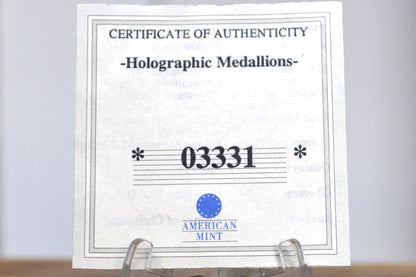 CERTIFICATE OF AUTHENTICITY
-Holographic Medallions-
* 03331 *
AMERICAN
MINT